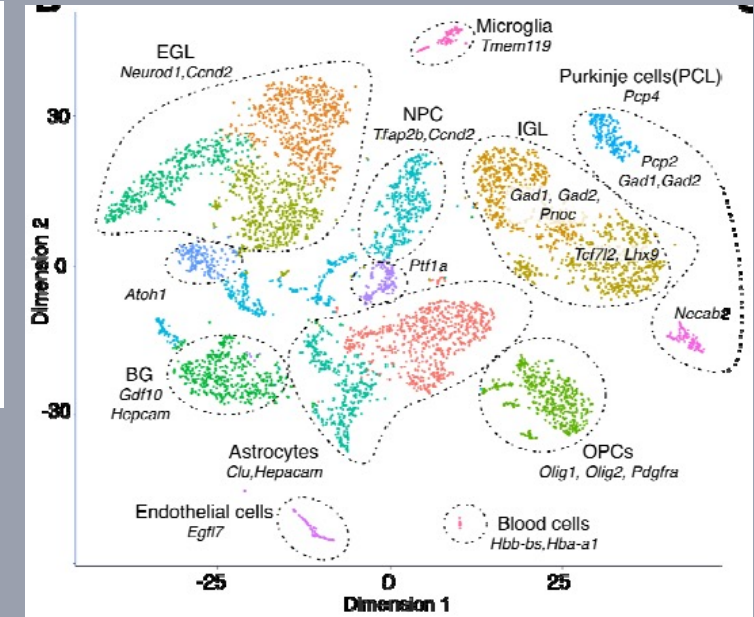 Microglia
Tmem119
EGL
Neurod1,Ccnd2
Purkinje cells(PCL)
Pcp4
30
NPC
Tfap2b,Ccnd2
IGL
Pcp2
Gad1,Gad2
Gad1, Gad2,
Pnoc
Dimension 2
0
Ptf1a
Tcf7l2, Lhx9
Atoh1
Nccab2
BG
Gdf10
Hcpcam
-30
Astrocytes
Clu,Hepacam
OPCs
Olig1, Olig2, Pdgfra
Endothelial cells
Egfl7
Blood cells
Hbb-bs,Hba-a1
-25
0
25
Dimension 1